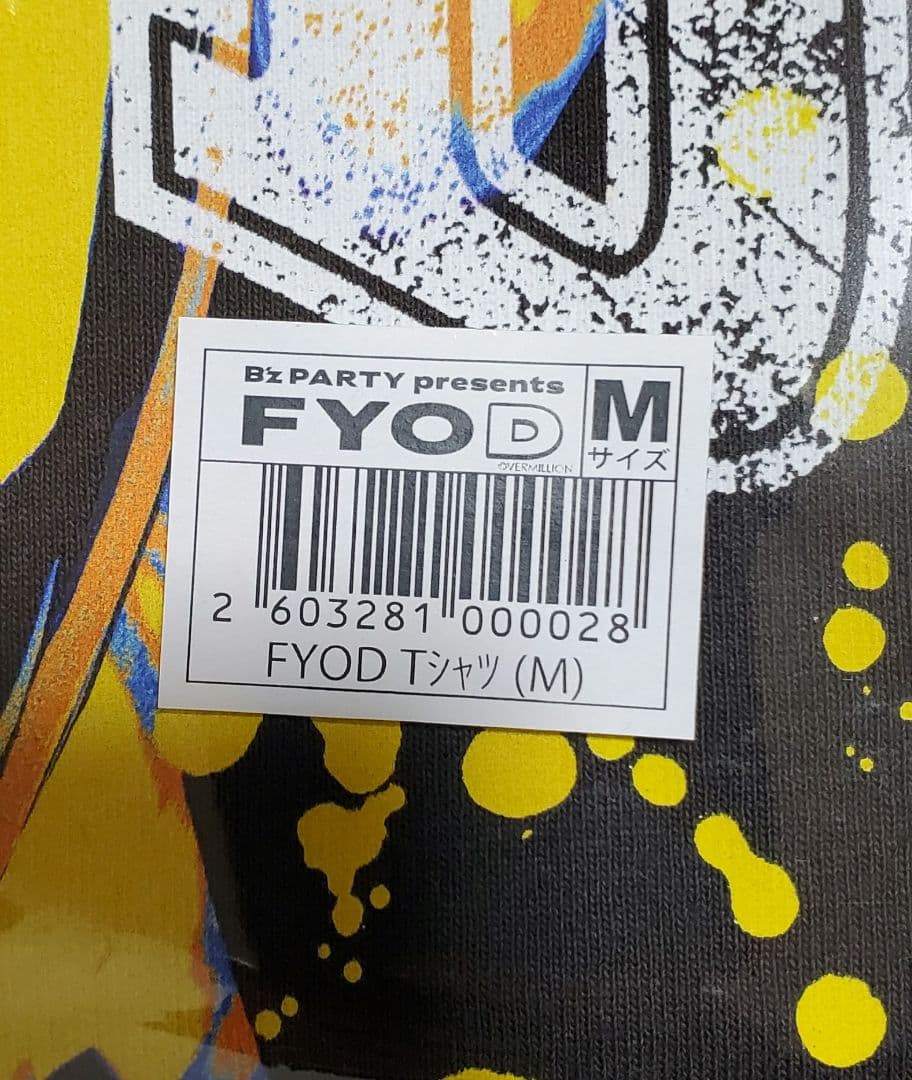 B'z PARTY presents
FYOD
OVERMILLION
M
サイズ
2 603281 000028
FYOD Tシャツ (M)